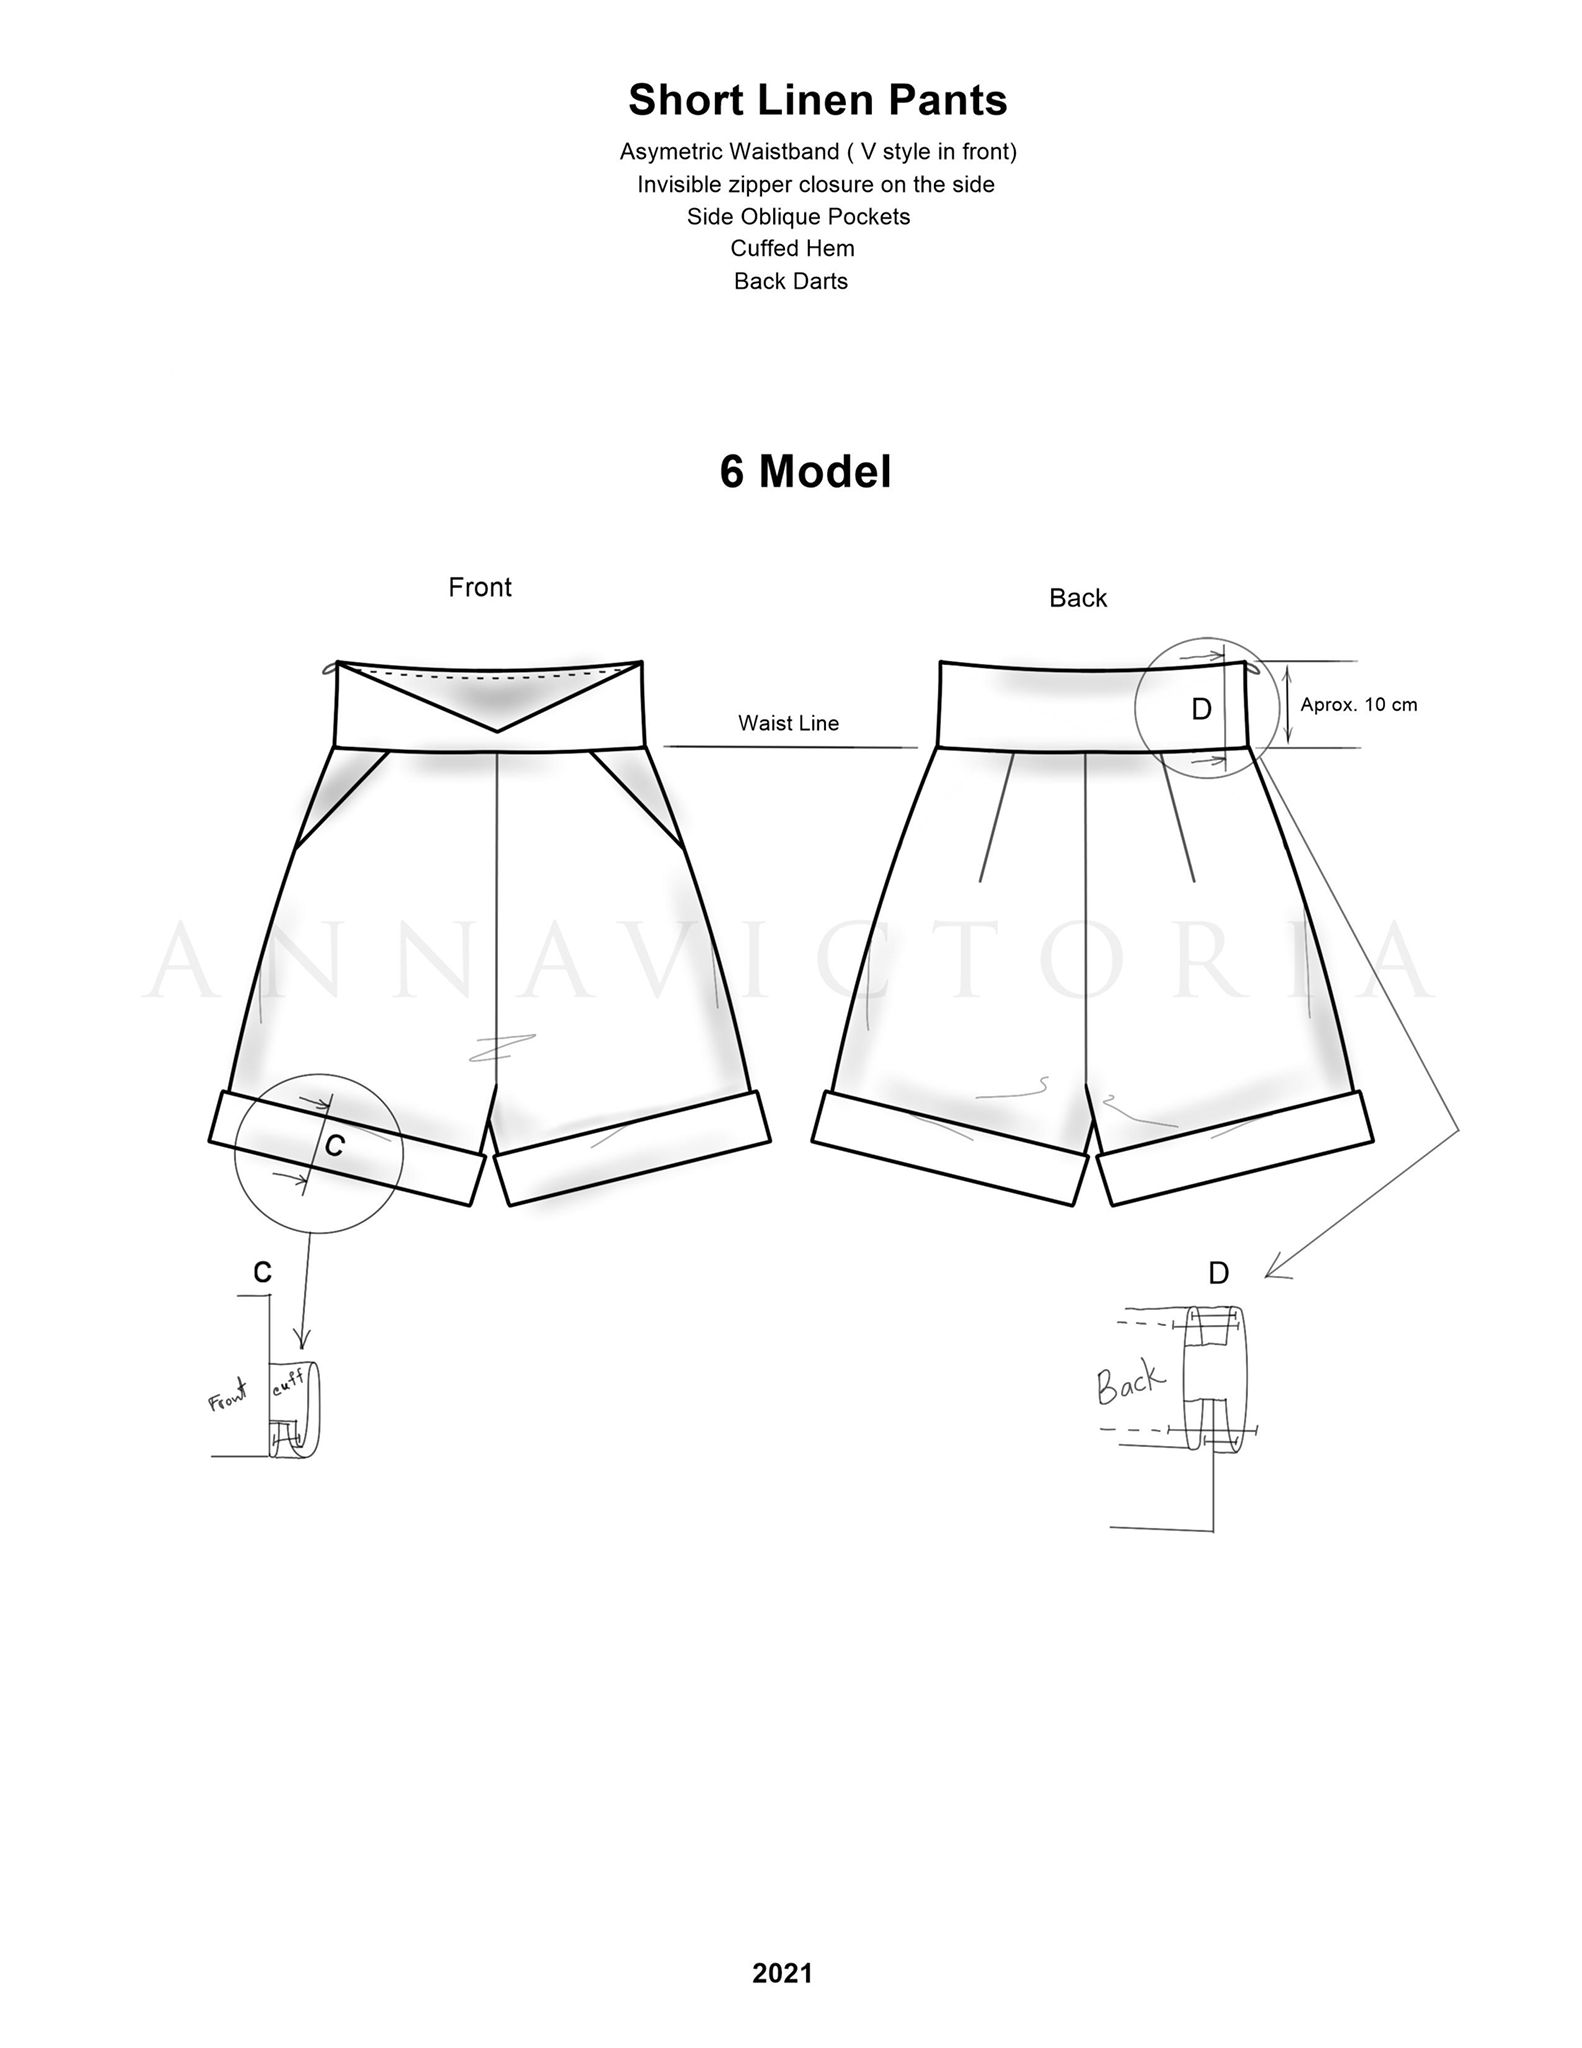 Short Linen Pants
Asymetric Waistband ( V style in front)
Invisible zipper closure on the side
Side Oblique Pockets
Cuffed Hem
Back Darts
6 Model
Front
Back
Waist Line
D
Aprox. 10 cm
ANNAVICTORIA
C
C
D
Front
cuff
Back
2021